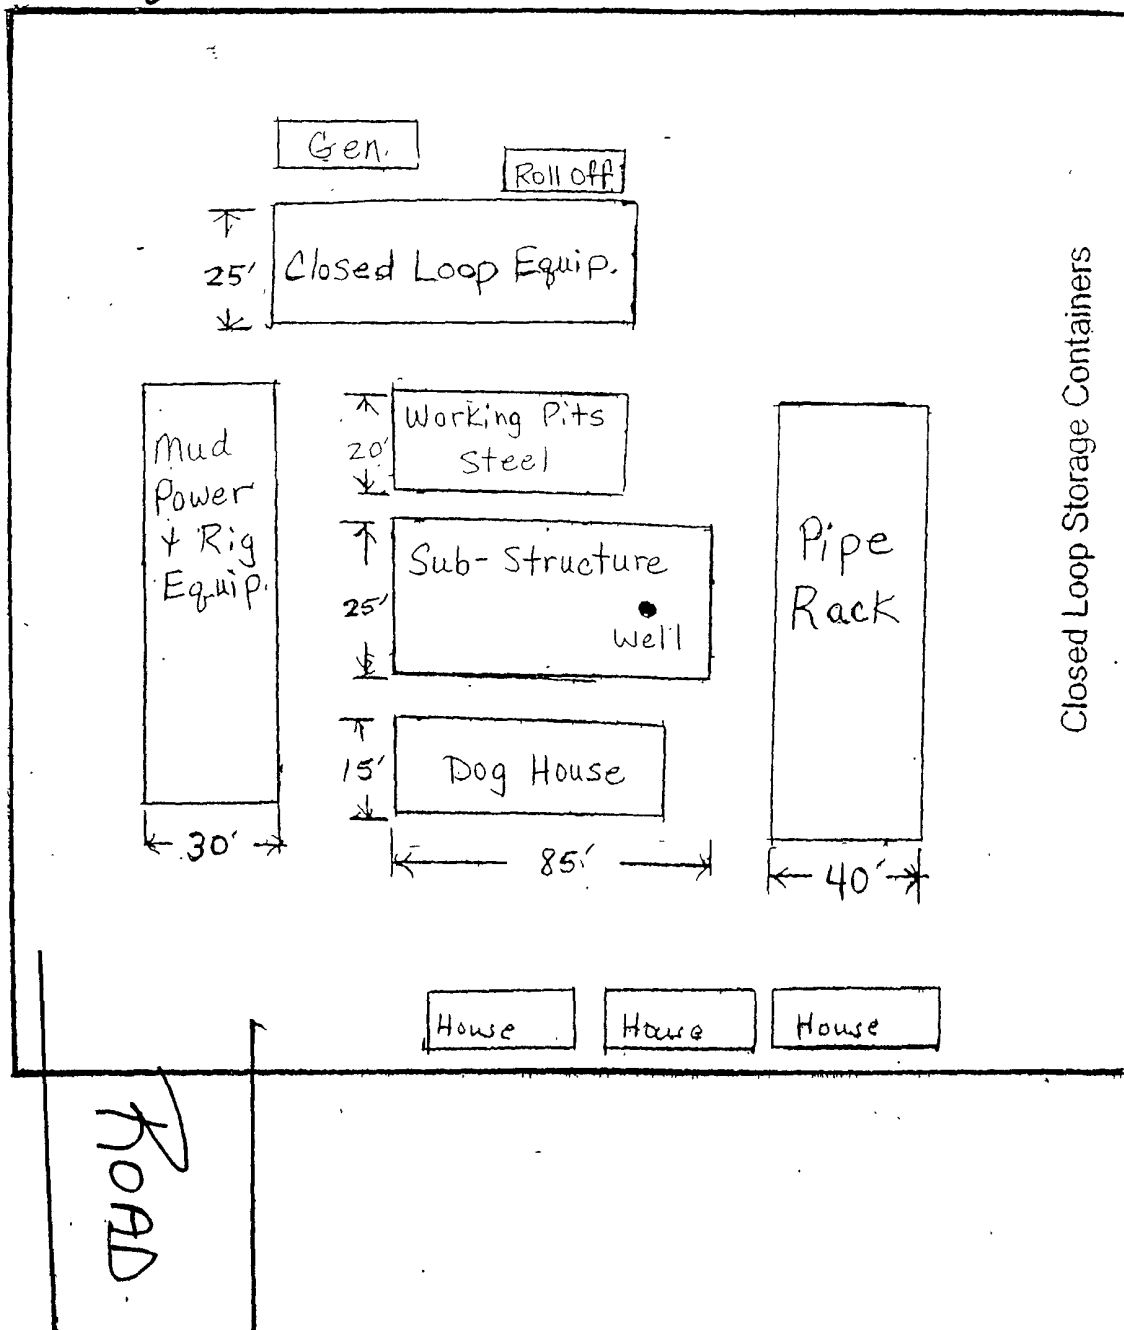 Gen.
Roll Off
25'
Closed Loop Equip.
Closed Loop Storage Containers
Mud
Power
+ Rig
Equip.
20'
Working Pits
Steel
25'
Sub-Structure
Well
Pipe
Rack
15'
Dog House
30'
85'
40'
House
House
House
ROAD